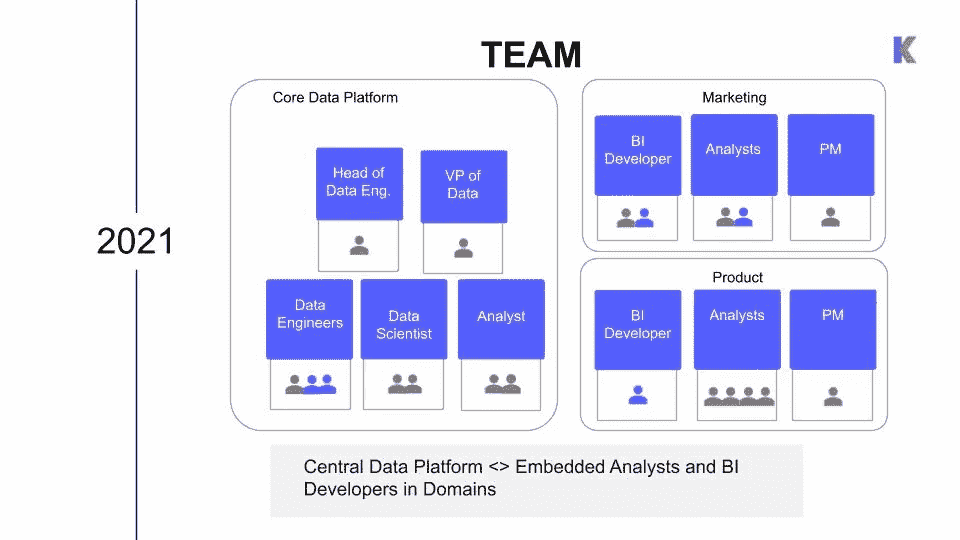 TEAM
K
2021
Core Data Platform
Head of
Data Eng.
VP of
Data
Data
Engineers
Data
Scientist
Analyst
Marketing
BI
Developer
Analysts
PM
Product
BI
Developer
Analysts
PM
Central Data Platform <> Embedded Analysts and BI
Developers in Domains